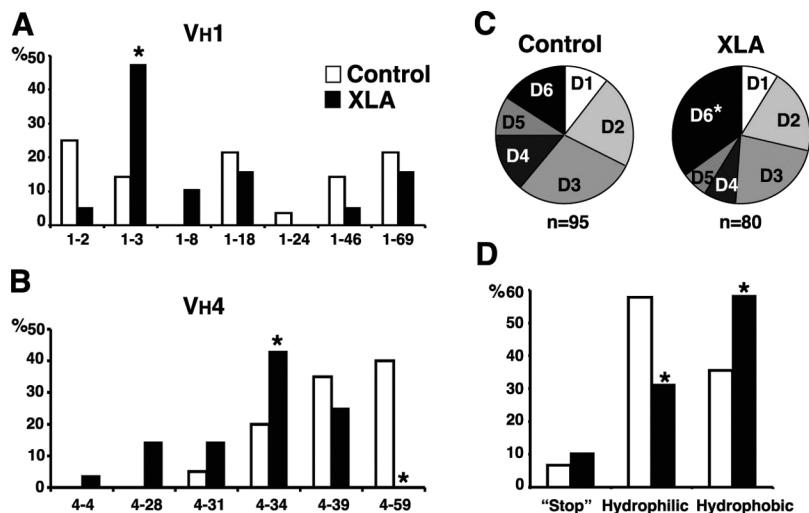 A
VH1
%50
40
30
20
10
0
*
Control
XLA
1-2 1-3 1-8 1-18 1-24 1-46 1-69
B
VH4
%50
40
30
20
10
0
*
*
4-4 4-28 4-31 4-34 4-39 4-59
C
Control XLA
D1
D2
D3
D4
D5
D6
D1
D2
D3
D4
D5
D6*
n=95 n=80
D
%60
50
40
30
20
10
0
*
*
“Stop” Hydrophilic Hydrophobic